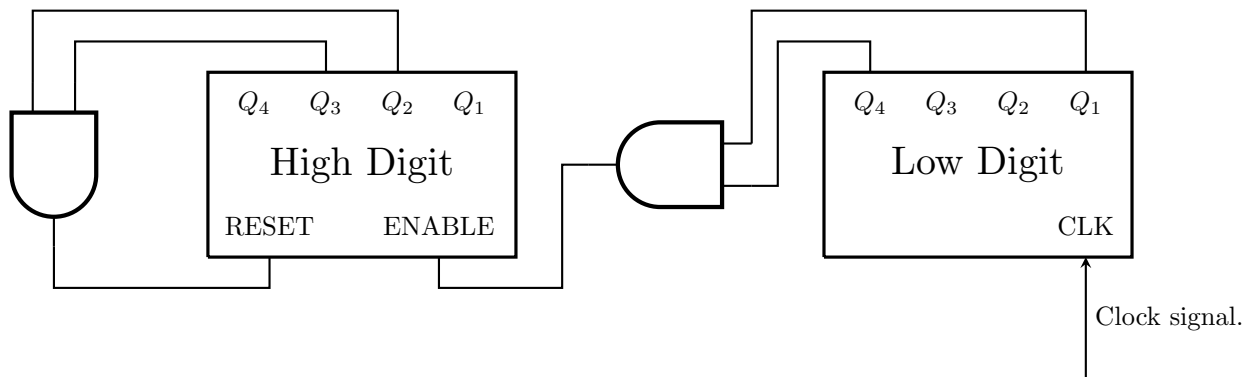 Q4 Q3 Q2 Q1
High Digit
RESET ENABLE
Q4 Q3 Q2 Q1
Low Digit
CLK
Clock signal.